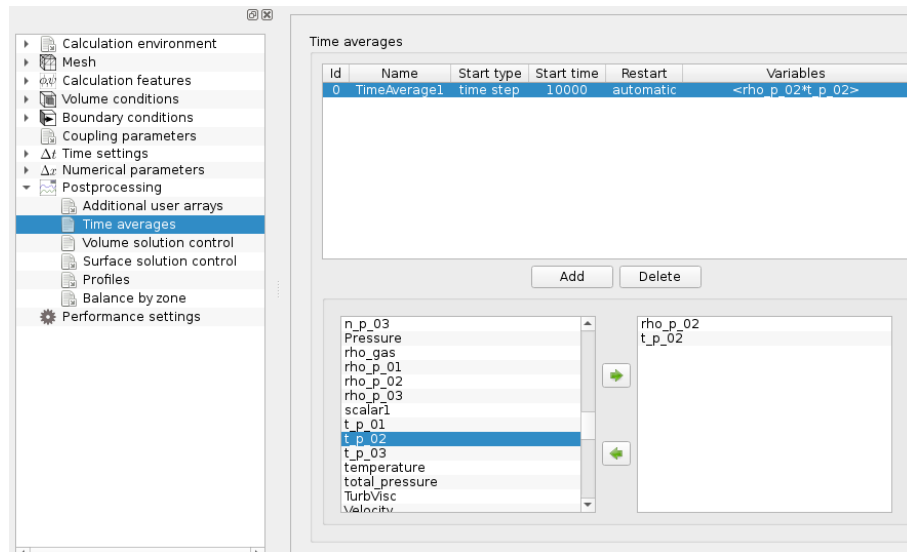 Calculation environment
Mesh
ϕ,ψ Calculation features
Volume conditions
Boundary conditions
Coupling parameters
Δt Time settings
Δx Numerical parameters
Postprocessing
Additional user arrays
Time averages
Volume solution control
Surface solution control
Profiles
Balance by zone
Performance settings
Time averages
Id Name Start type Start time Restart Variables
0 TimeAverage1 time step 10000 automatic <rho_p_02*t_p_02>
Add Delete
n_p_03
Pressure
rho_gas
rho_p_01
rho_p_02
rho_p_03
scalar1
t_p_01
t_p_02
t_p_03
temperature
total_pressure
TurbVisc
Velocity
rho_p_02
t_p_02